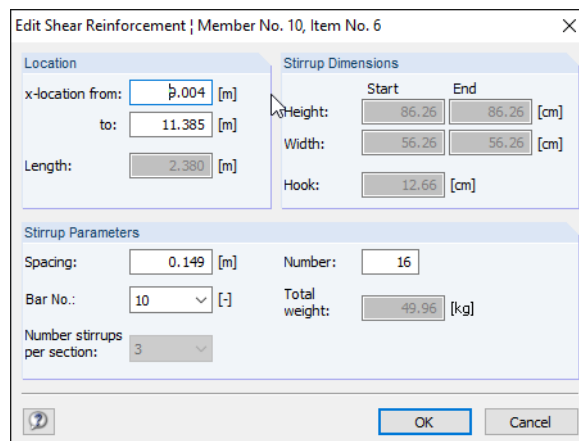 Edit Shear Reinforcement ¦ Member No. 10, Item No. 6
Location
x-location from: 9.004 [m]
to: 11.385 [m]
Length: 2.380 [m]
Stirrup Dimensions
Start End
Height: 86.26 86.26 [cm]
Width: 56.26 56.26 [cm]
Hook: 12.66 [cm]
Stirrup Parameters
Spacing: 0.149 [m] Number: 16
Bar No.: 10 [-] Total weight: 49.96 [kg]
Number stirrups per section: 3
OK Cancel